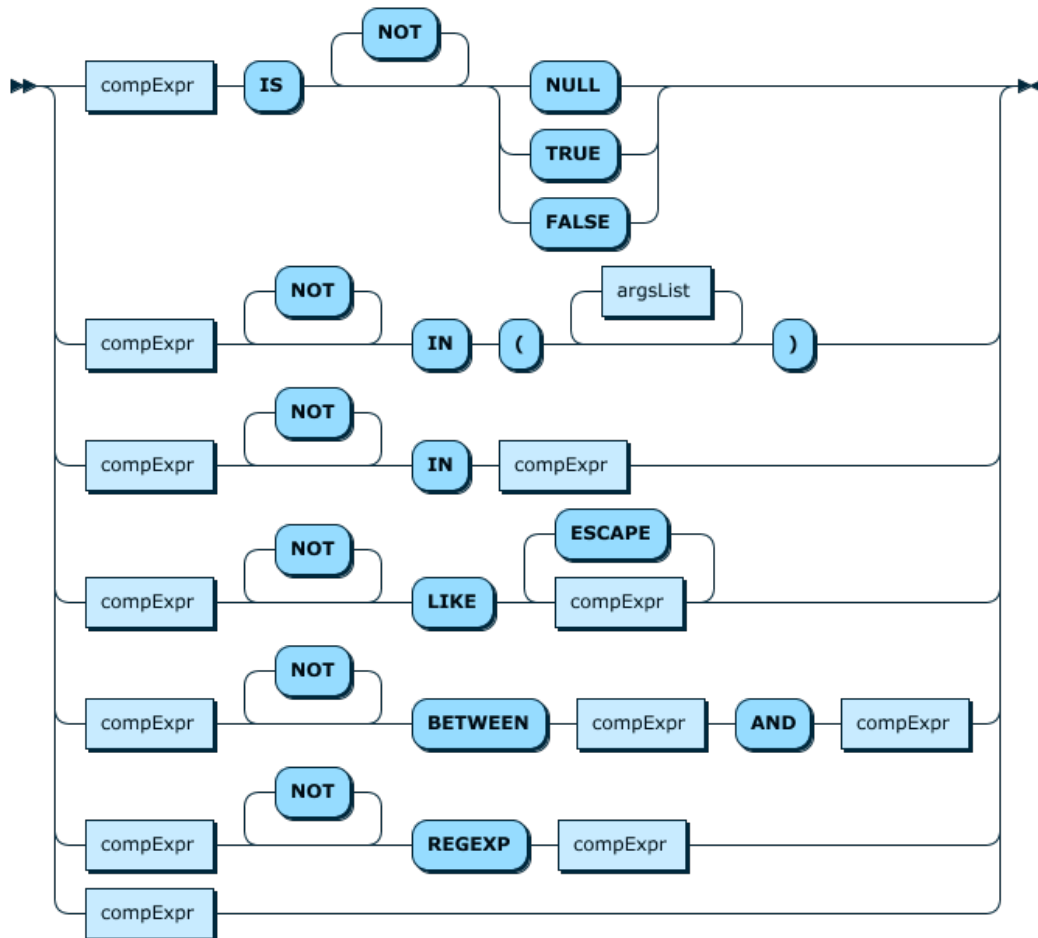 NOT
compExpr IS NULL
TRUE
FALSE
NOT argsList
compExpr IN ( )
NOT
compExpr IN compExpr
NOT ESCAPE
compExpr LIKE compExpr
NOT
compExpr BETWEEN compExpr AND compExpr
NOT
compExpr REGEXP compExpr
compExpr